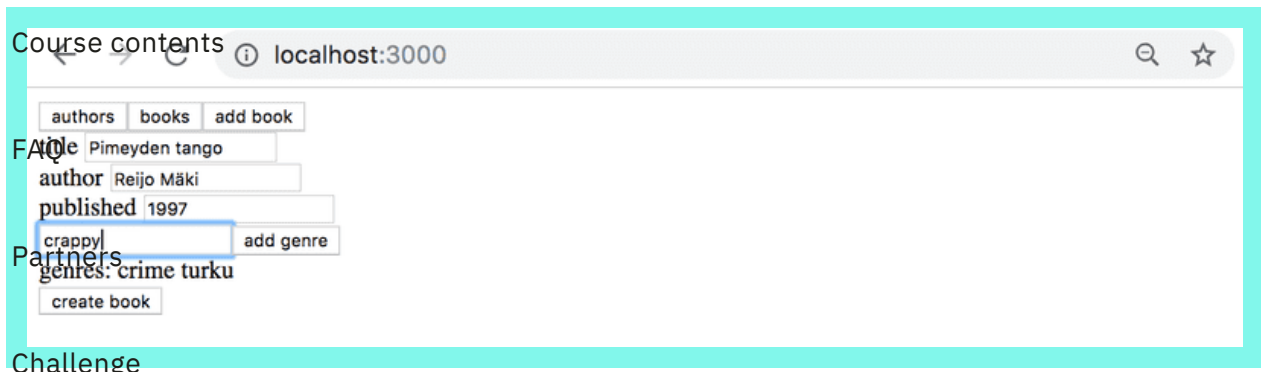 Course contents
localhost:3000
authors books add book
FAQ
title Pimeyden tango
author Reijo Mäki
published 1997
crappy add genre
Partners
genres: crime turku
create book
Challenge